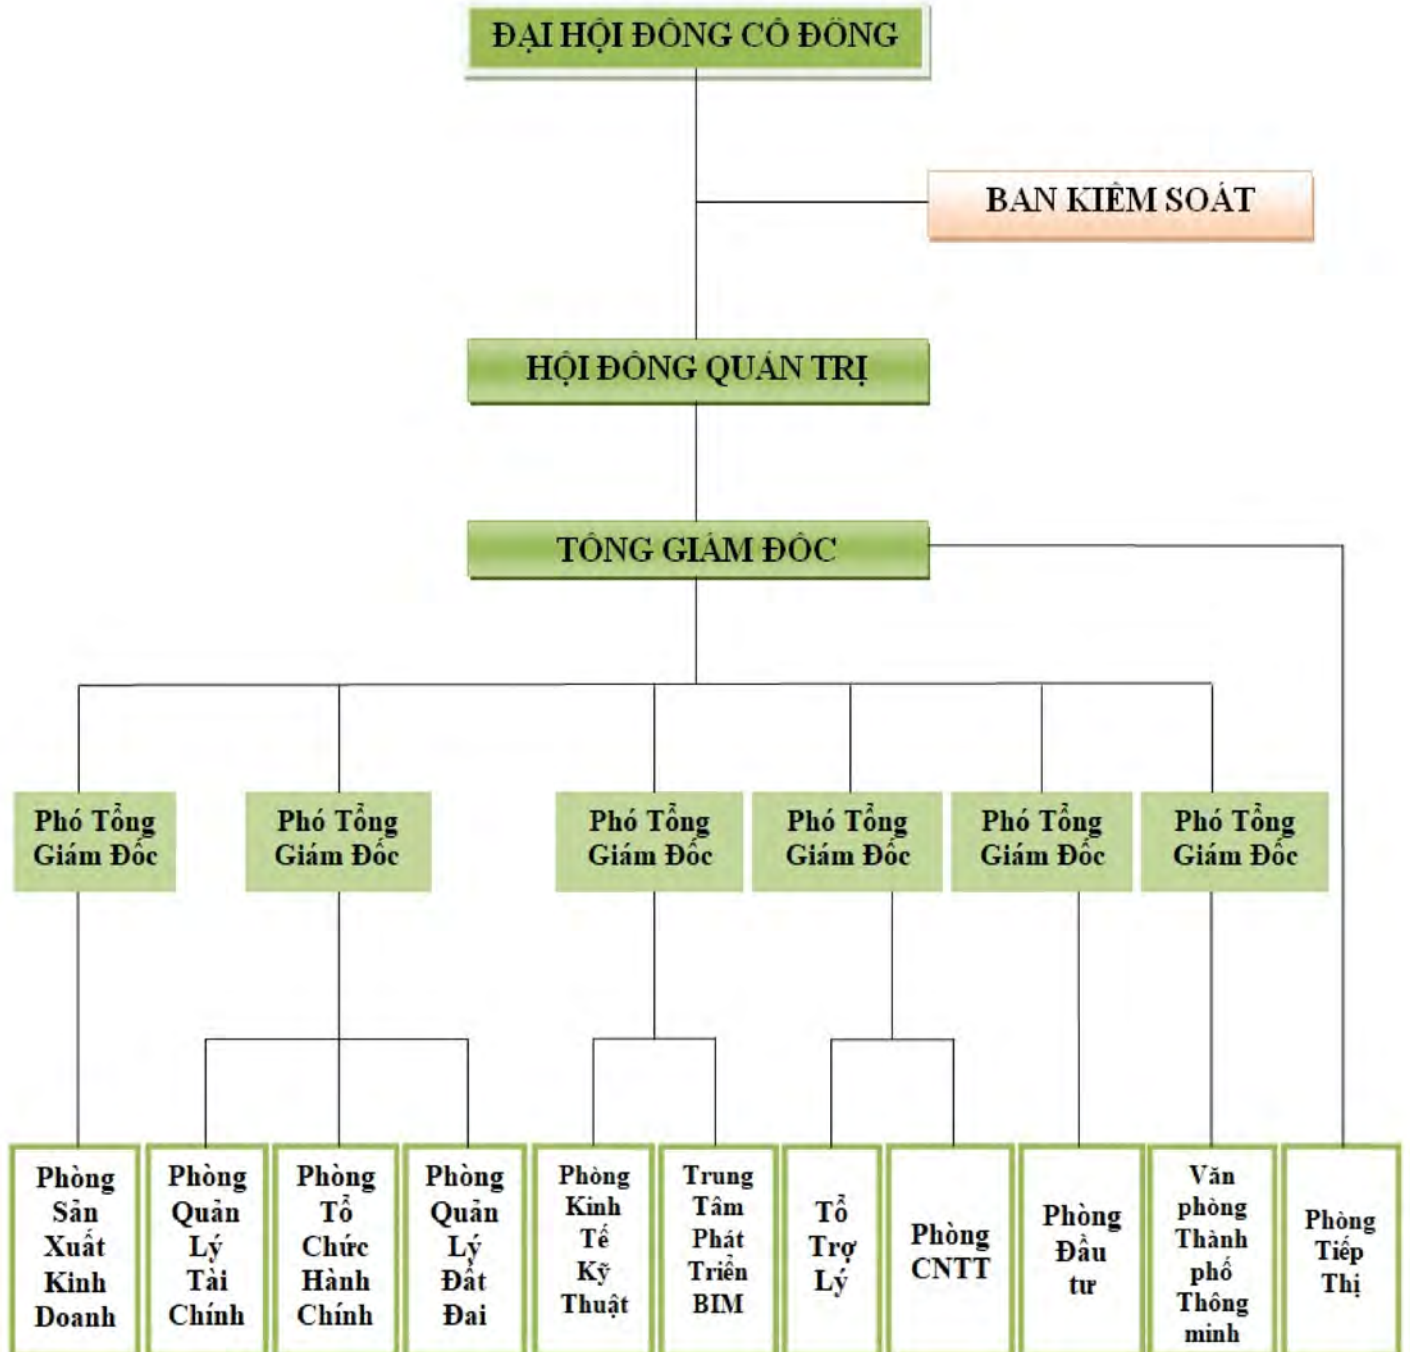 ĐẠI HỘI ĐỒNG CỔ ĐÔNG
BAN KIỂM SOÁT
HỘI ĐỒNG QUẢN TRỊ
TỔNG GIÁM ĐỐC
Phó Tổng
Giám Đốc
Phó Tổng
Giám Đốc
Phó Tổng
Giám Đốc
Phó Tổng
Giám Đốc
Phó Tổng
Giám Đốc
Phó Tổng
Giám Đốc
Phòng
Sản
Xuất
Kinh
Doanh
Phòng
Quản
Lý
Tài
Chính
Phòng
Tổ
Chức
Hành
Chính
Phòng
Quản
Lý
Đất
Đai
Phòng
Kinh
Tế
Kỹ
Thuật
Trung
Tâm
Phát
Triển
BIM
Tổ
Trợ
Lý
Phòng
CNTT
Phòng
Đầu
tư
Văn
phòng
Thành
phố
Thông
minh
Phòng
Tiếp
Thị